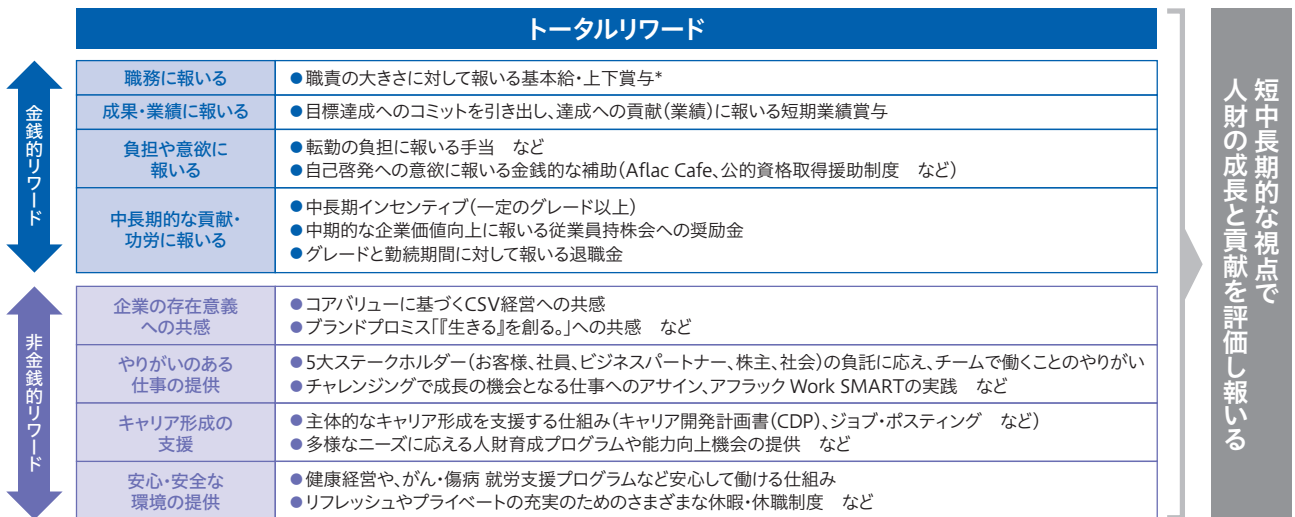 トータルリワード
金銭的リワード
職務に報いる
●職責の大きさに対して報いる基本給・上下賞与*
成果・業績に報いる
●目標達成へのコミットを引き出し、達成への貢献（業績）に報いる短期業績賞与
負担や意欲に
報いる
●転勤の負担に報いる手当　など
●自己啓発への意欲に報いる金銭的な補助（Aflac Cafe、公的資格取得援助制度　など）
中長期的な貢献・
功労に報いる
●中長期インセンティブ（一定のグレード以上）
●中期的な企業価値向上に報いる従業員持株会への奨励金
●グレードと勤続期間に対して報いる退職金
非金銭的リワード
企業の存在意義
への共感
●コアバリューに基づくCSV経営への共感
●ブランドプロミス「『生きる』を創る。」への共感　など
やりがいのある
仕事の提供
●5大ステークホルダー（お客様、社員、ビジネスパートナー、株主、社会）の負託に応え、チームで働くことのやりがい
●チャレンジングで成長の機会となる仕事へのアサイン、アフラック Work SMARTの実践　など
キャリア形成の
支援
●主体的なキャリア形成を支援する仕組み（キャリア開発計画書（CDP）、ジョブ・ポスティング　など）
●多様なニーズに応える人財育成プログラムや能力向上機会の提供　など
安心・安全な
環境の提供
●健康経営や、がん・傷病 就労支援プログラムなど安心して働ける仕組み
●リフレッシュやプライベートの充実のためのさまざまな休暇・休職制度　など
短中長期的な視点で
人財の成長と貢献を評価し報いる